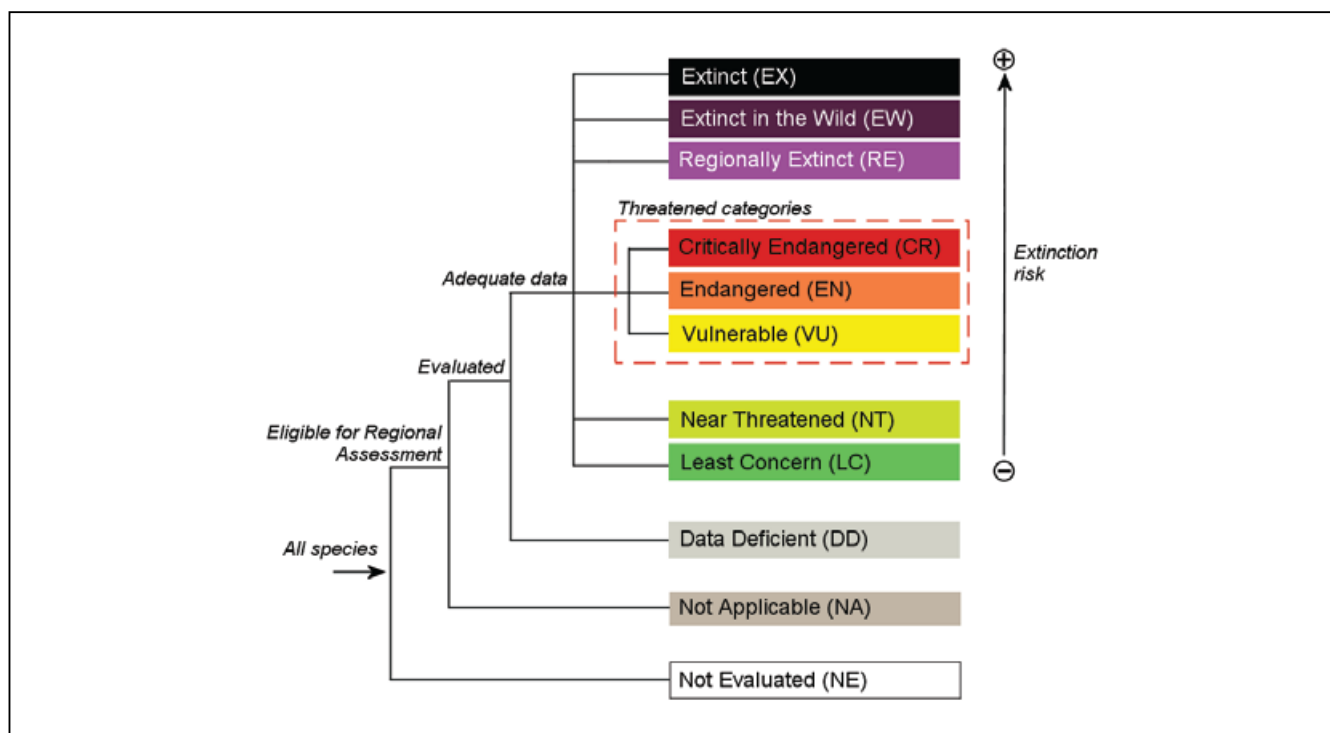 Extinct (EX)
Extinct in the Wild (EW)
Regionally Extinct (RE)
Threatened categories
Critically Endangered (CR)
Extinction
risk
Adequate data
Endangered (EN)
Vulnerable (VU)
Evaluated
Near Threatened (NT)
Eligible for Regional
Assessment
Least Concern (LC)
Data Deficient (DD)
All species
Not Applicable (NA)
Not Evaluated (NE)